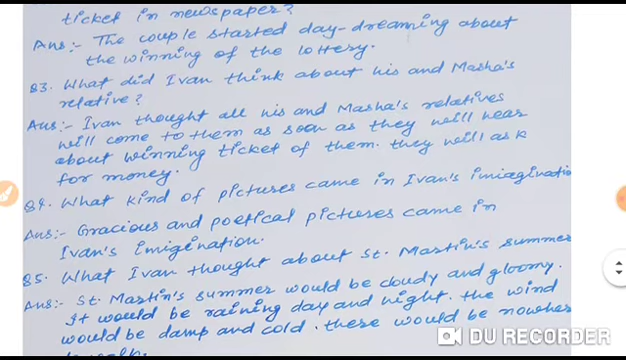 ticket in newspaper?
Ans:- The couple started day-dreaming about
the winning of the lottery.
Q3. What did Ivan think about his and Masha's
relative?
Ans:- Ivan thought all his and Masha's relatives
will come to them as soon as they will hear
about winning ticket of them. they will ask
for money.
Q4. What kind of pictures came in Ivan's imiagination
Ans:- Gracious and poetical pictures came in
Ivan's imigination.
Q5. What Ivan thought about St. Mastin's summer
Ans:- St. Mastin's summer would be cloudy and gloomy.
It would be raining day and night. the wind
would be damp and cold. there would be nowhere
DU RECORDER